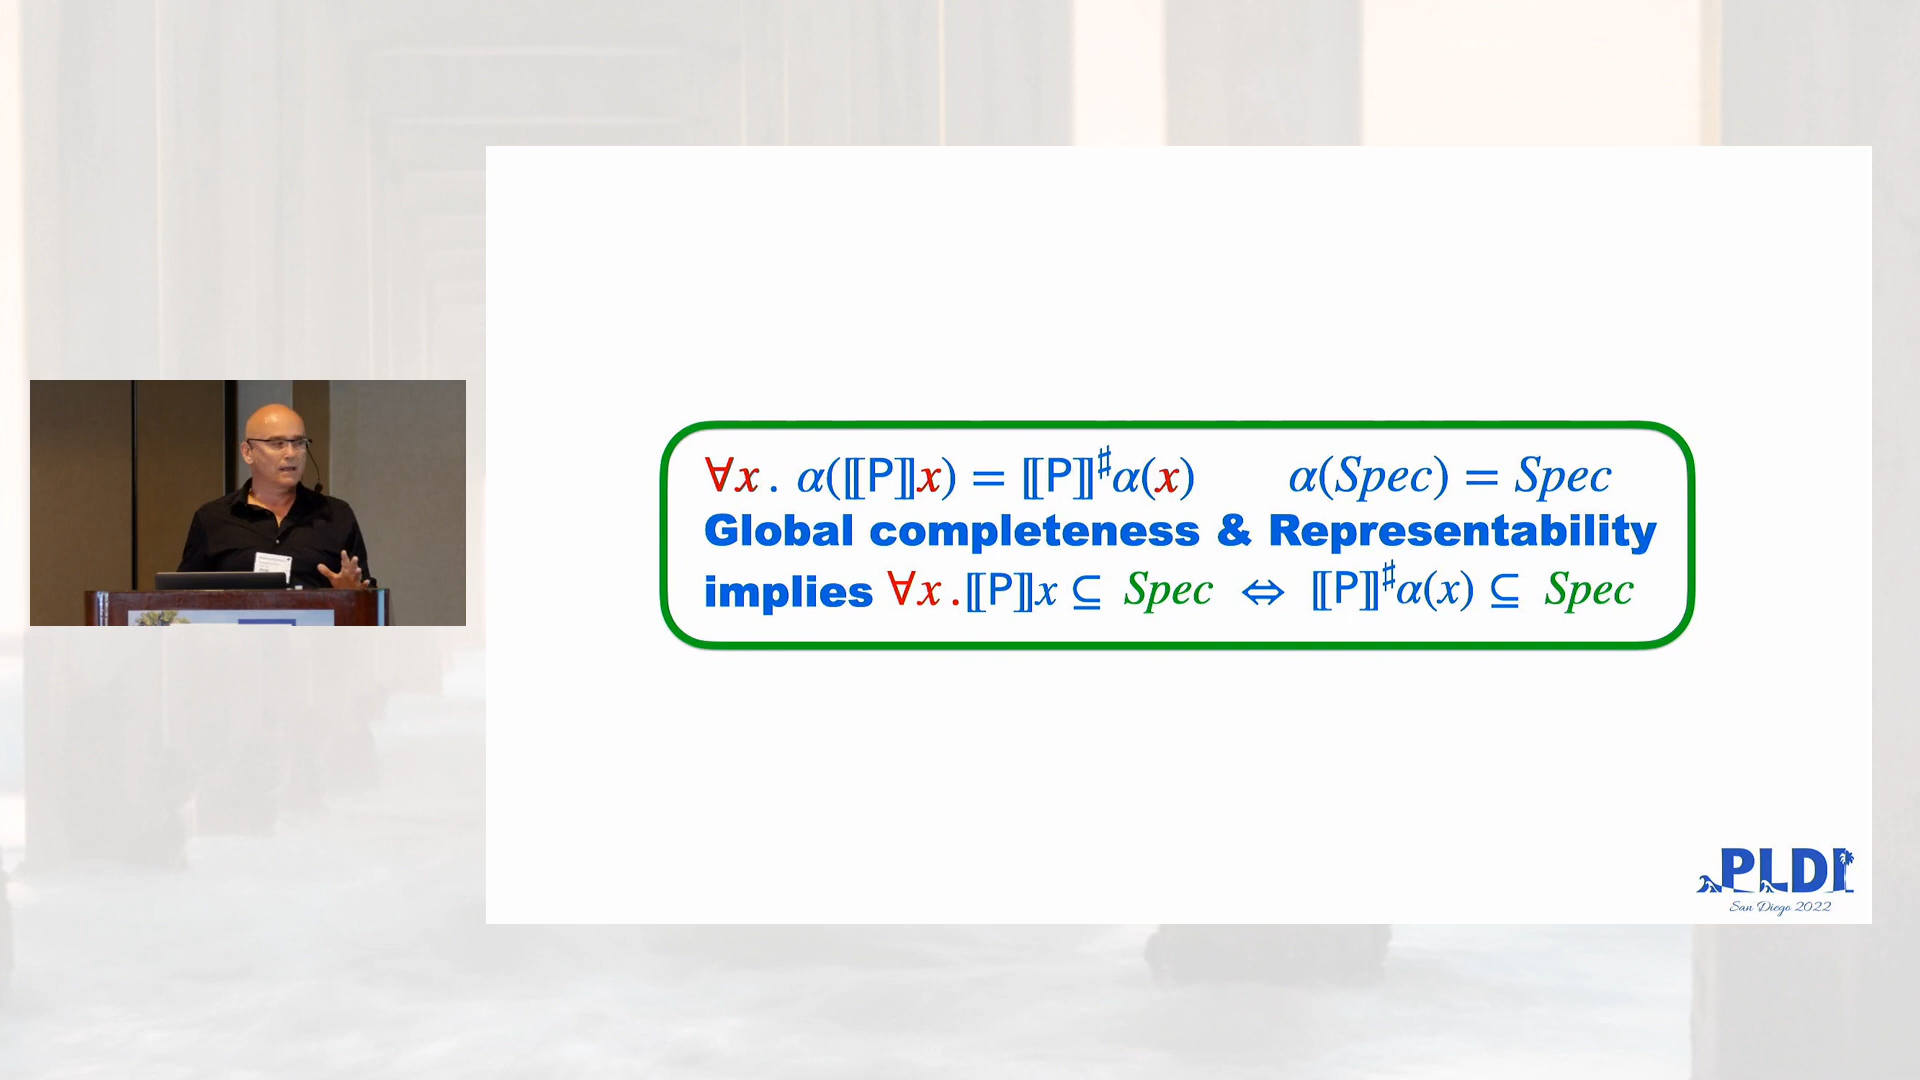 ∀x . α(⟦P⟧x) = ⟦P⟧♯α(x) α(Spec) = Spec
Global completeness & Representability
implies ∀x .⟦P⟧x ⊆ Spec ⇔ ⟦P⟧♯α(x) ⊆ Spec
PLDI
San Diego 2022